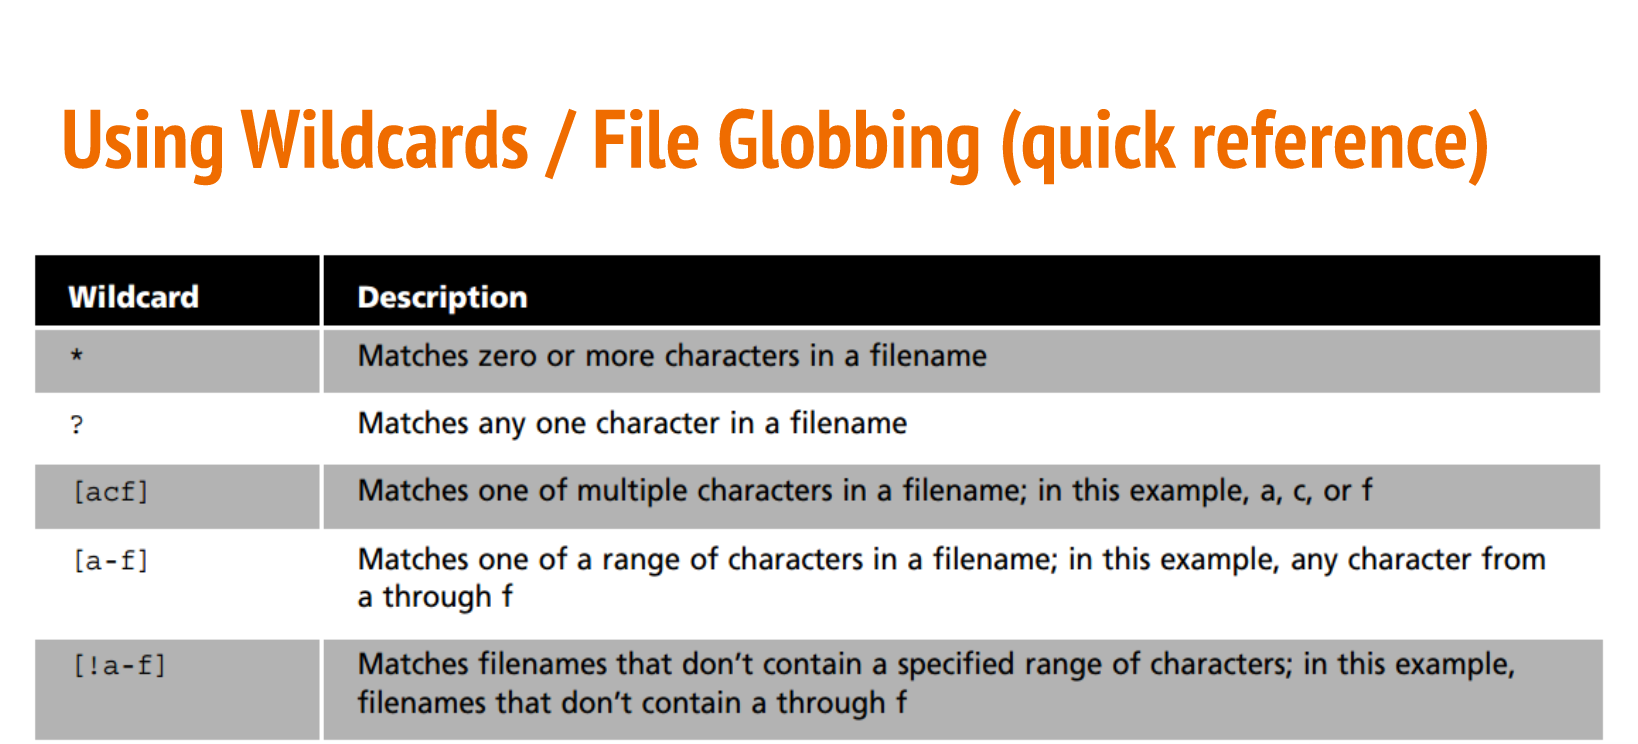 Using Wildcards / File Globbing (quick reference)
Wildcard Description
* Matches zero or more characters in a filename
? Matches any one character in a filename
[acf] Matches one of multiple characters in a filename; in this example, a, c, or f
[a-f] Matches one of a range of characters in a filename; in this example, any character from
a through f
[!a-f] Matches filenames that don’t contain a specified range of characters; in this example,
filenames that don’t contain a through f